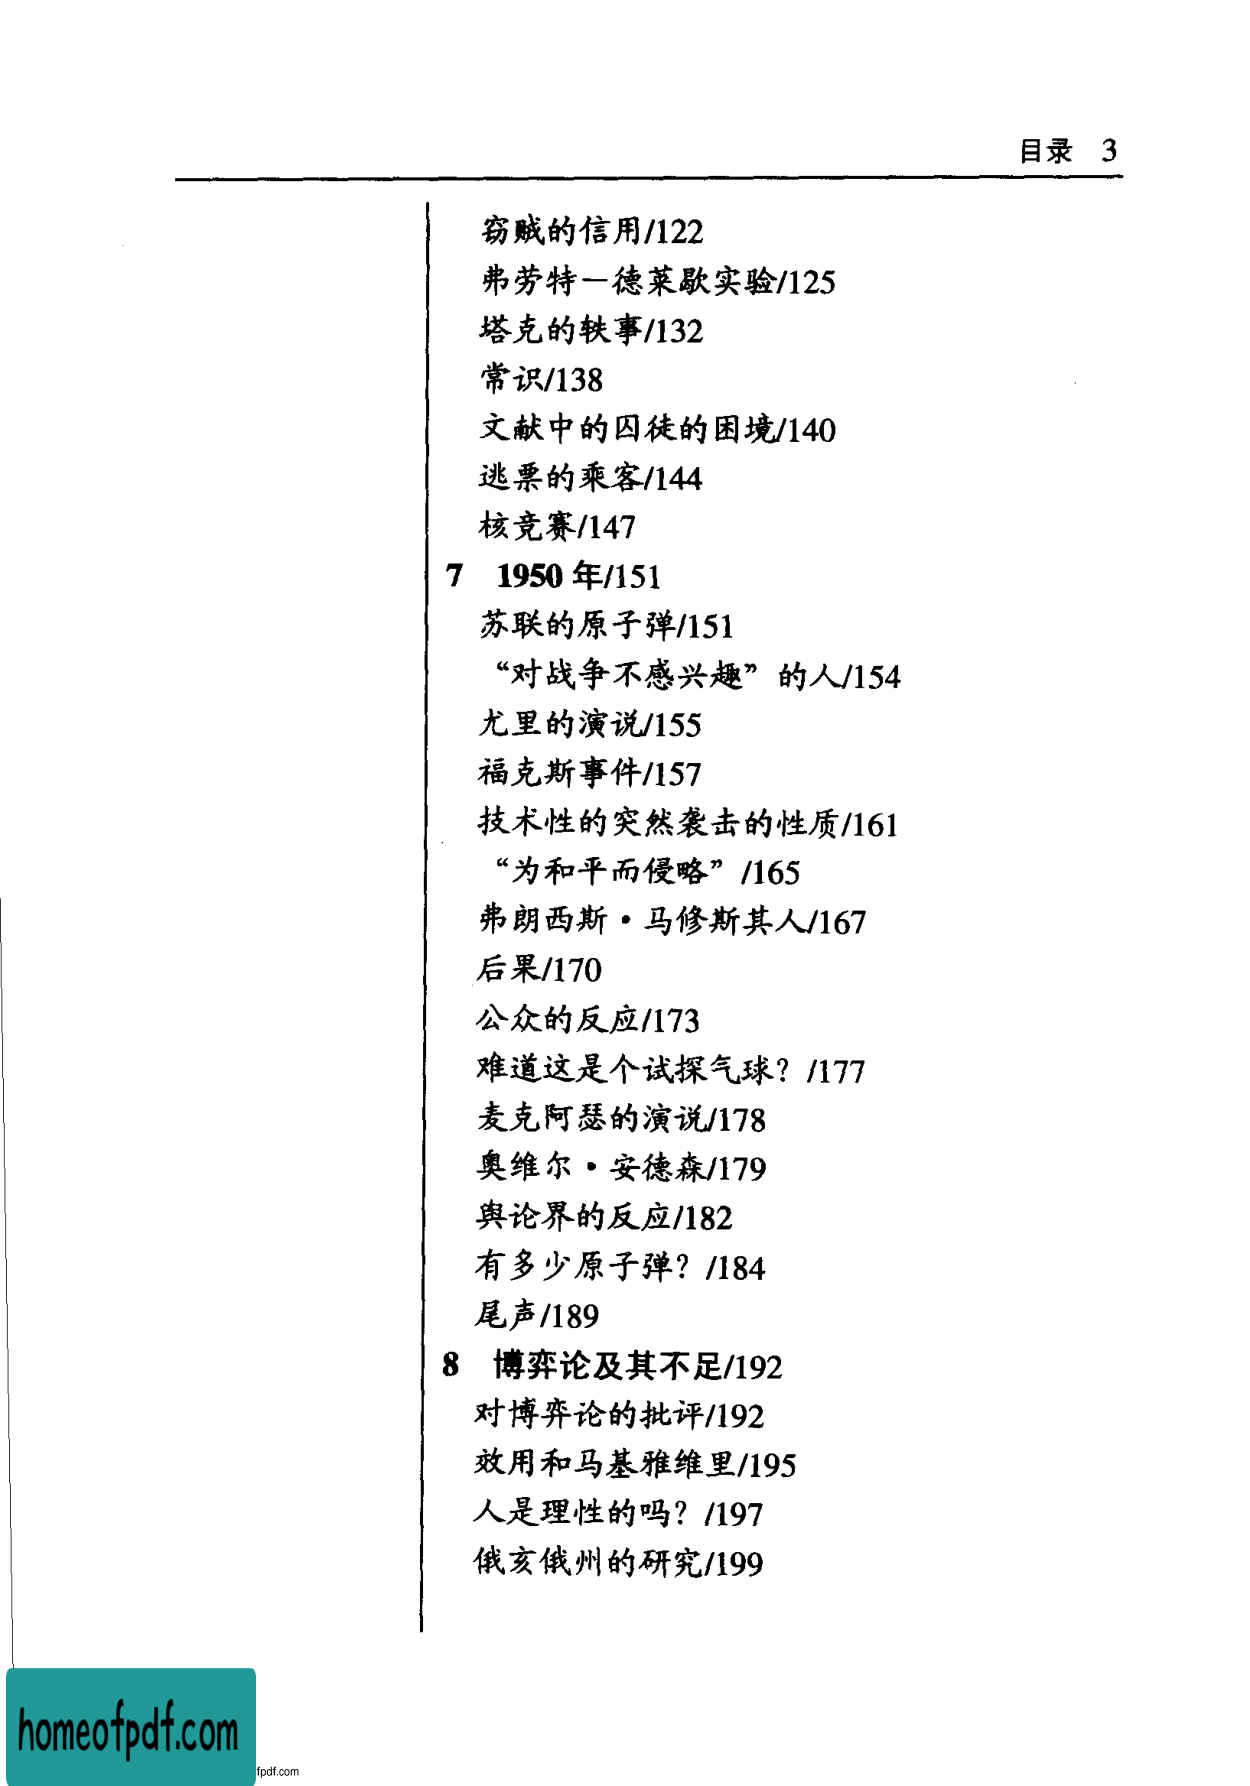 目录 3
窃贼的信用/122
弗劳特—德莱歇实验/125
塔克的轶事/132
常识/138
文献中的囚徒的困境/140
逃票的乘客/144
核竞赛/147
7 1950年/151
苏联的原子弹/151
“对战争不感兴趣”的人/154
尤里的演说/155
福克斯事件/157
技术性的突然袭击的性质/161
“为和平而侵略”/165
弗朗西斯·马修斯其人/167
后果/170
公众的反应/173
难道这是个试探气球？/177
麦克阿瑟的演说/178
奥维尔·安德森/179
舆论界的反应/182
有多少原子弹？/184
尾声/189
8 博弈论及其不足/192
对博弈论的批评/192
效用和马基雅维里/195
人是理性的吗？/197
俄亥俄州的研究/199
homeofpdf.com
fpdf.com